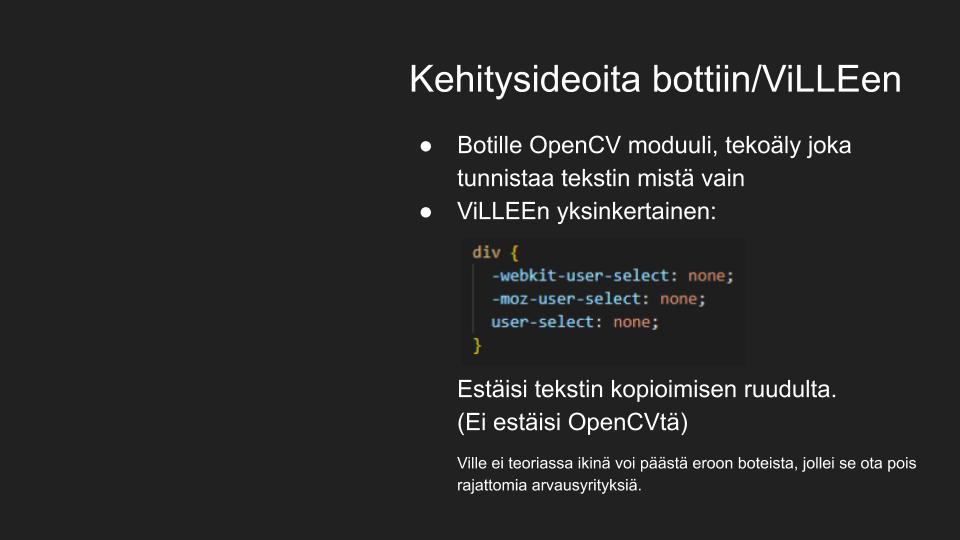 Kehitysideoita bottiin/ViLLEen
● Botille OpenCV moduuli, tekoäly joka
tunnistaa tekstin mistä vain
● ViLLEEn yksinkertainen:
div {
-webkit-user-select: none;
-moz-user-select: none;
user-select: none;
}
Estäisi tekstin kopioimisen ruudulta.
(Ei estäisi OpenCVtä)
Ville ei teoriassa ikinä voi päästä eroon boteista, jollei se ota pois
rajattomia arvausyrityksiä.